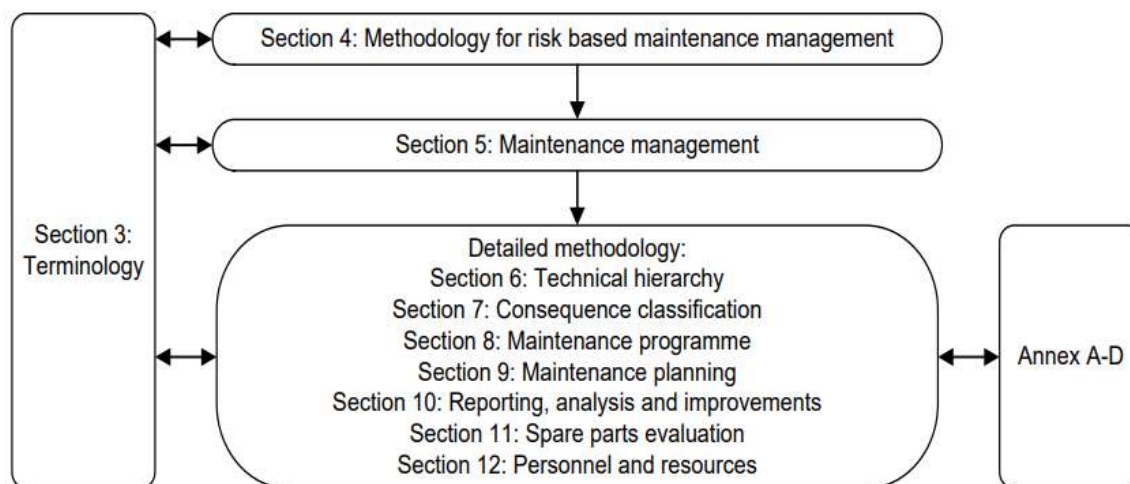 Section 4: Methodology for risk based maintenance management
Section 5: Maintenance management
Section 3:
Terminology
Detailed methodology:
Section 6: Technical hierarchy
Section 7: Consequence classification
Section 8: Maintenance programme
Section 9: Maintenance planning
Section 10: Reporting, analysis and improvements
Section 11: Spare parts evaluation
Section 12: Personnel and resources
Annex A-D